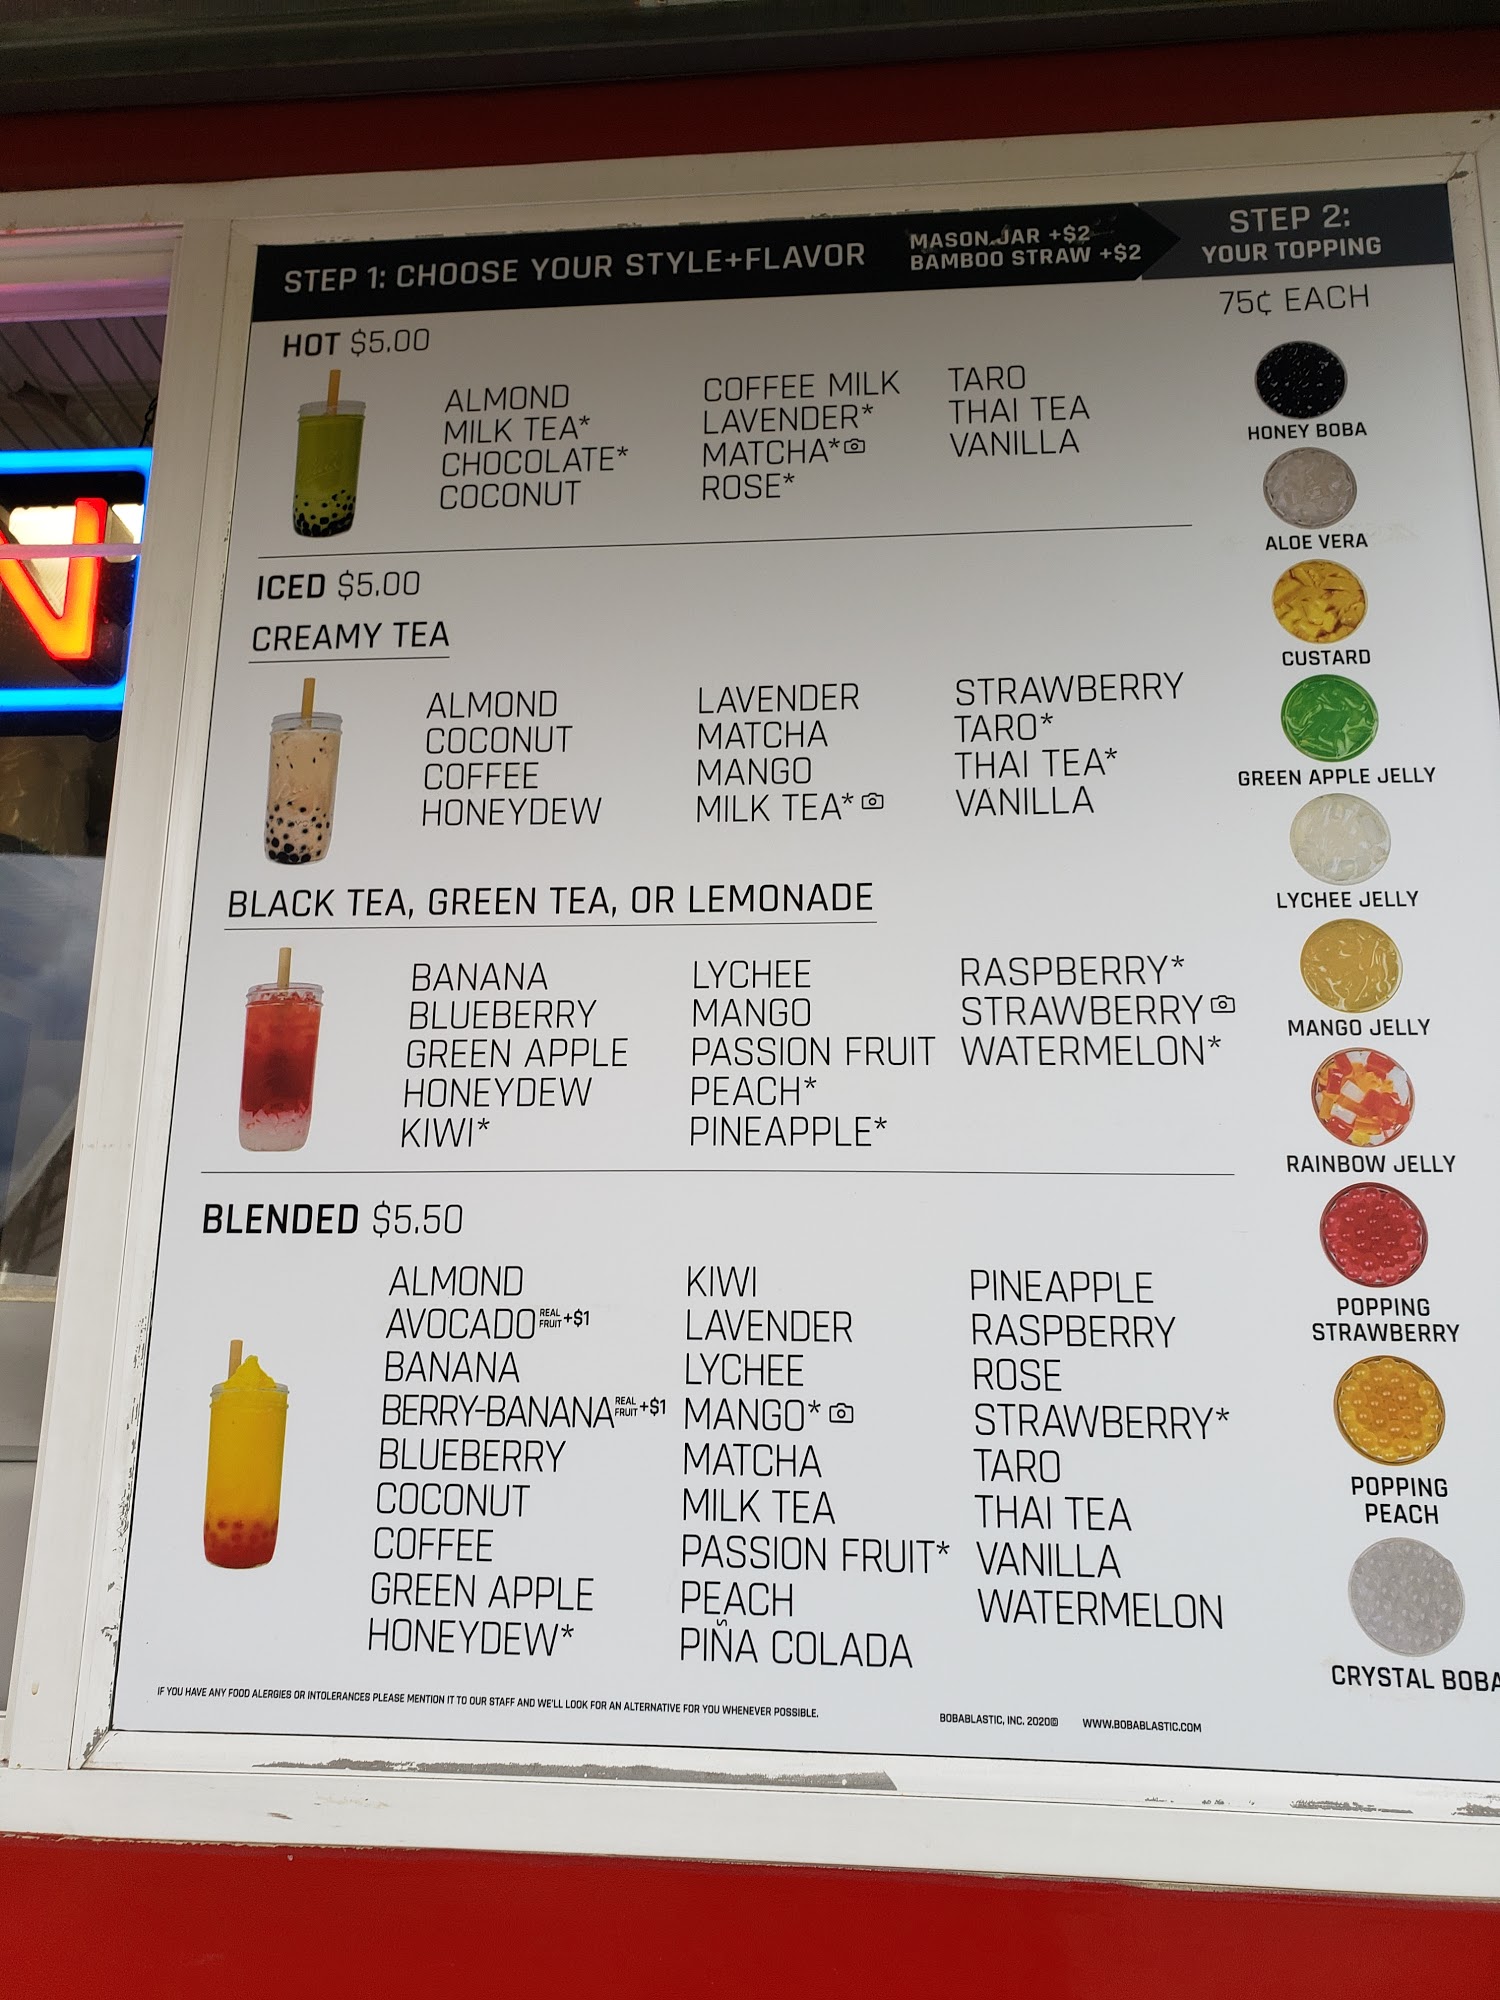 STEP 1: CHOOSE YOUR STYLE+FLAVOR
MASON JAR +$2
BAMBOO STRAW +$2
STEP 2:
YOUR TOPPING
75¢ EACH
HOT $5.00
ALMOND
MILK TEA*
CHOCOLATE*
COCONUT
COFFEE MILK
LAVENDER*
MATCHA*
ROSE*
TARO
THAI TEA
VANILLA
ICED $5.00
CREAMY TEA
ALMOND
COCONUT
COFFEE
HONEYDEW
LAVENDER
MATCHA
MANGO
MILK TEA*
STRAWBERRY
TARO*
THAI TEA*
VANILLA
BLACK TEA, GREEN TEA, OR LEMONADE
BANANA
BLUEBERRY
GREEN APPLE
HONEYDEW
KIWI*
LYCHEE
MANGO
PASSION FRUIT
PEACH*
PINEAPPLE*
RASPBERRY*
STRAWBERRY
WATERMELON*
BLENDED $5.50
ALMOND
AVOCADO REAL FRUIT +$1
BANANA
BERRY-BANANA REAL FRUIT +$1
BLUEBERRY
COCONUT
COFFEE
GREEN APPLE
HONEYDEW*
KIWI
LAVENDER
LYCHEE
MANGO*
MATCHA
MILK TEA
PASSION FRUIT*
PEACH
PIÑA COLADA
PINEAPPLE
RASPBERRY
ROSE
STRAWBERRY*
TARO
THAI TEA
VANILLA
WATERMELON
HONEY BOBA
ALOE VERA
CUSTARD
GREEN APPLE JELLY
LYCHEE JELLY
MANGO JELLY
RAINBOW JELLY
POPPING
STRAWBERRY
POPPING
PEACH
CRYSTAL BOBA
IF YOU HAVE ANY FOOD ALERGIES OR INTOLERANCES PLEASE MENTION IT TO OUR STAFF AND WE'LL LOOK FOR AN ALTERNATIVE FOR YOU WHENEVER POSSIBLE.
BOBABLASTIC, INC. 2020© WWW.BOBABLASTIC.COM
N